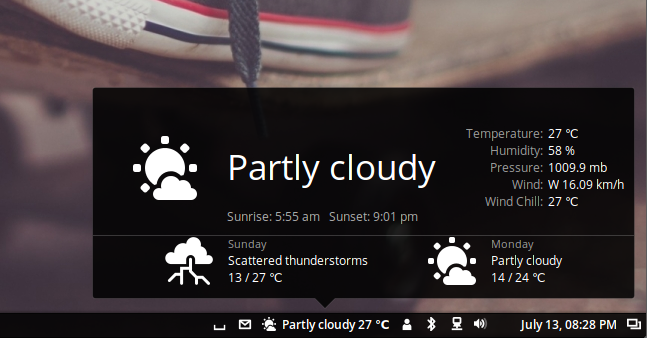 Partly cloudy
Temperature: 27 ℃
Humidity: 58 %
Pressure: 1009.9 mb
Wind: W 16.09 km/h
Wind Chill: 27 ℃
Sunrise: 5:55 am Sunset: 9:01 pm
Sunday
Scattered thunderstorms
13 / 27 ℃
Monday
Partly cloudy
14 / 24 ℃
Partly cloudy 27 ℃
July 13, 08:28 PM